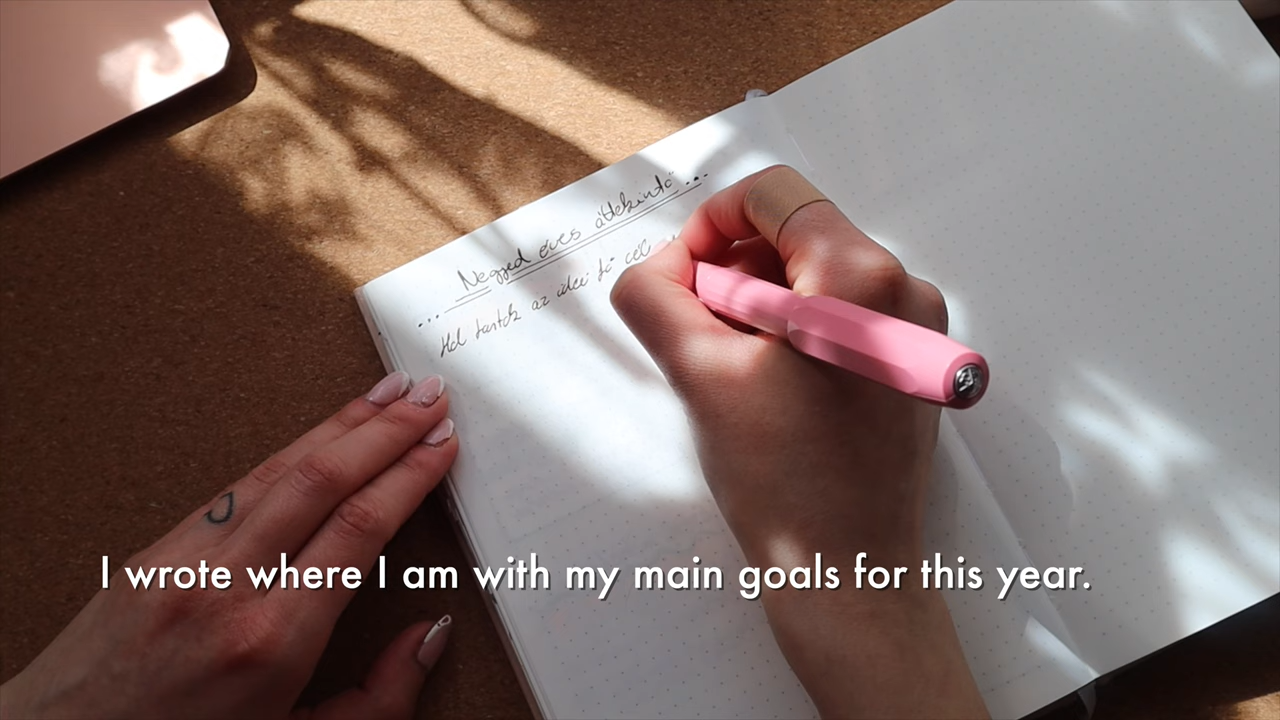 ... Negyed éves áttekintő ...
Hol tartok az idei fő cél
I wrote where I am with my main goals for this year.